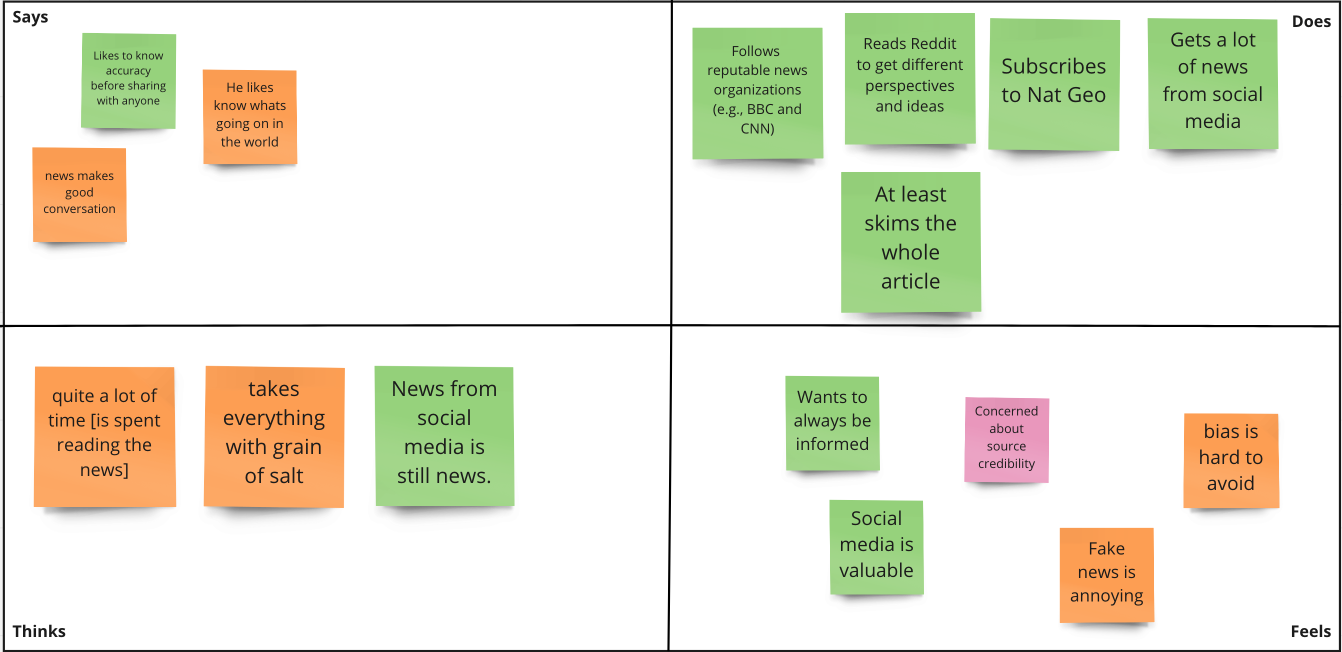 Says
Likes to know
accuracy
before sharing
with anyone
He likes
know whats
going on in
the world
news makes
good
conversation
Does
Follows
reputable news
organizations
(e.g., BBC and
CNN)
Reads Reddit
to get different
perspectives
and ideas
Subscribes
to Nat Geo
Gets a lot
of news
from social
media
At least
skims the
whole
article
quite a lot of
time [is spent
reading the
news]
takes
everything
with grain
of salt
News from
social
media is
still news.
Thinks
Wants to
always be
informed
Concerned
about
source
credibility
bias is
hard to
avoid
Social
media is
valuable
Fake
news is
annoying
Feels